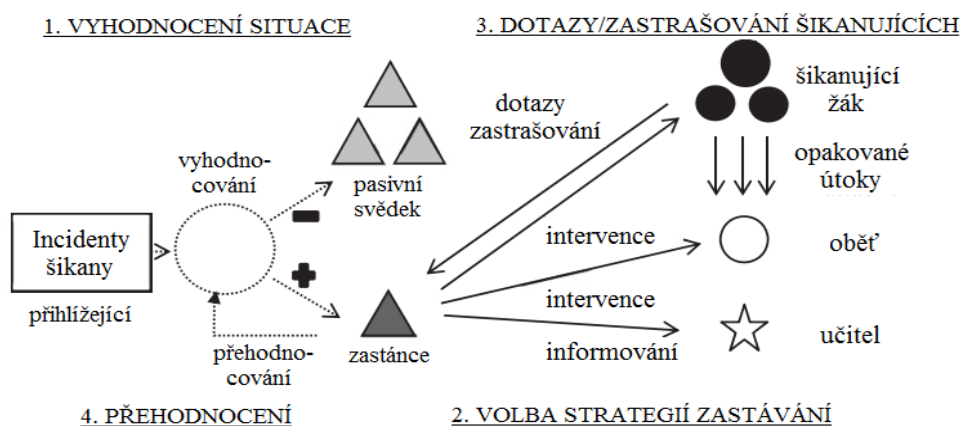 1. VYHODNOCENÍ SITUACE
3. DOTAZY/ZASTRAŠOVÁNÍ ŠIKANUJÍCÍCH
dotazy
zastrašování
šikanující
žák
vyhodno-
cování
pasivní
svědek
opakované
útoky
Incidenty
šikany
přihlížející
intervence
oběť
intervence
přehodno-
cování
zastánce
informování
učitel
4. PŘEHODNOCENÍ
2. VOLBA STRATEGIÍ ZASTÁVÁNÍ